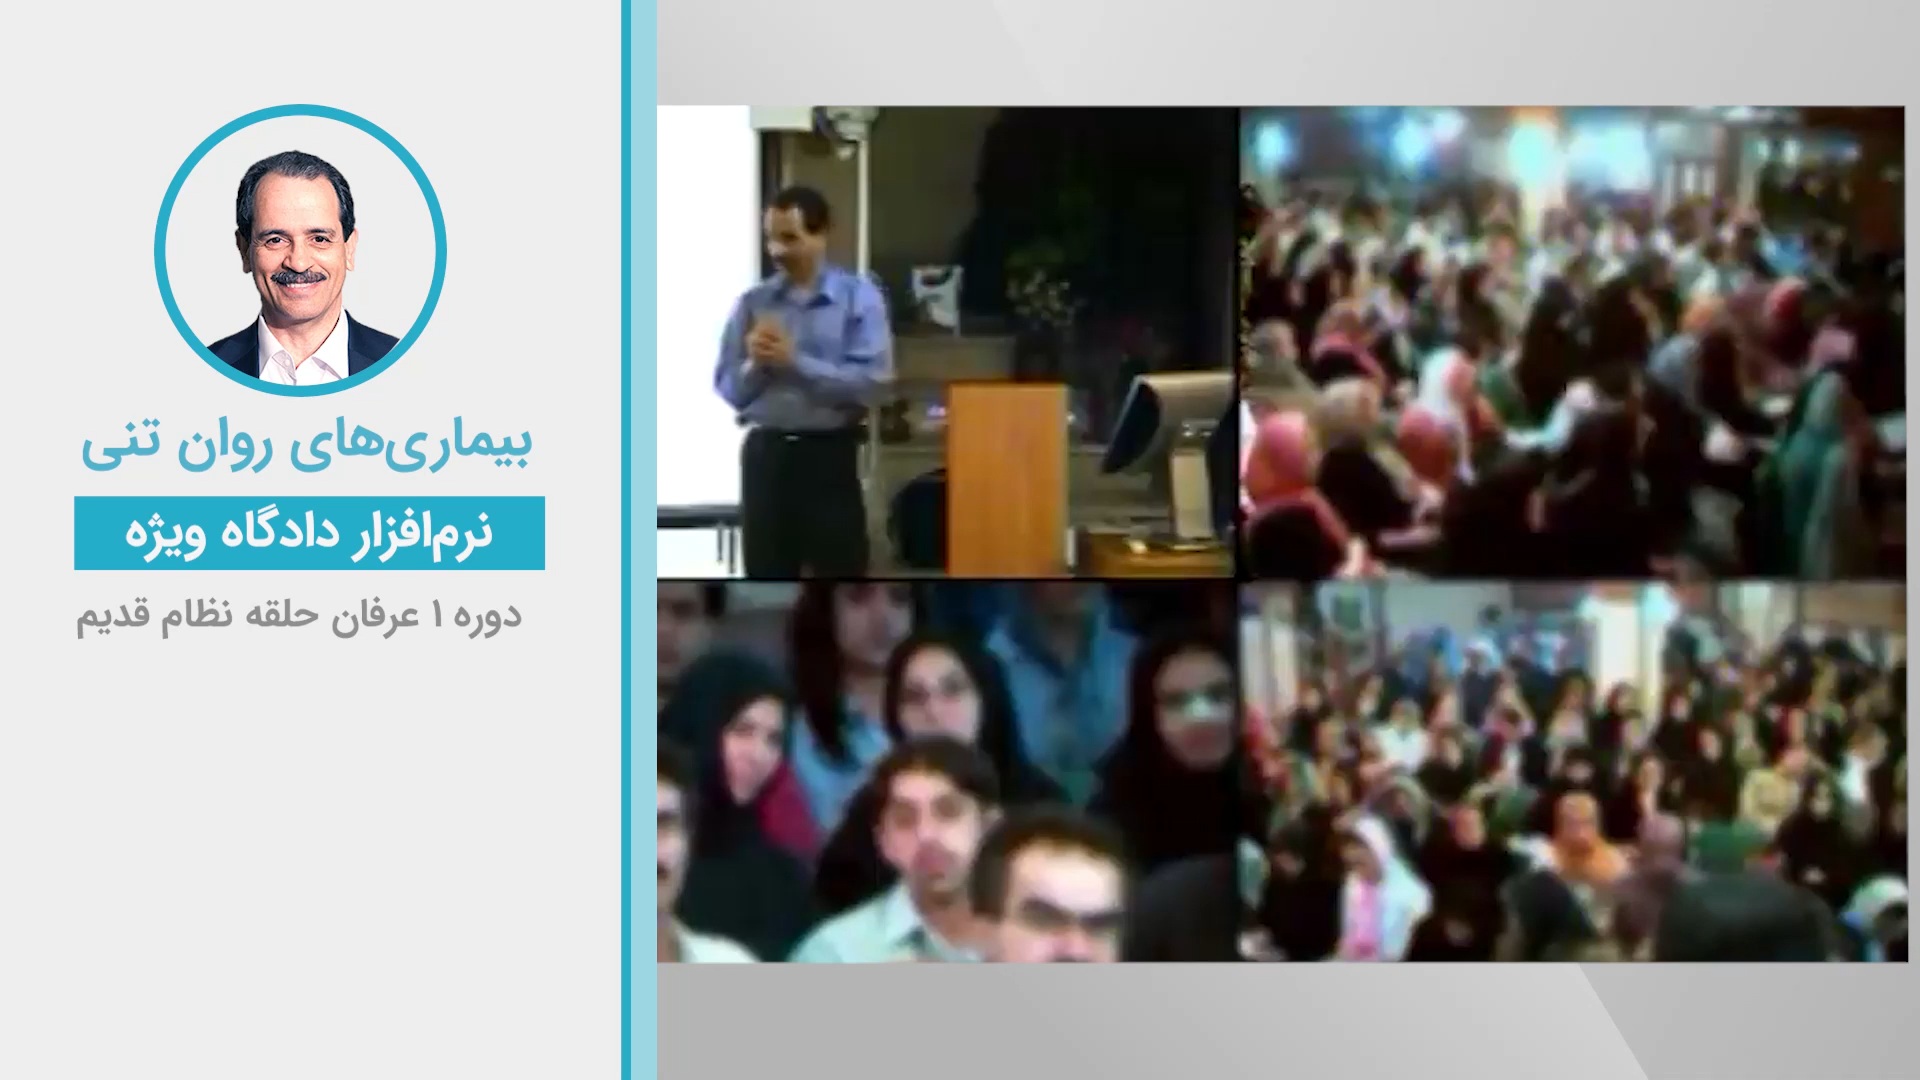 بیماری‌های روان تنی
نرم‌افزار دادگاه ویژه
دوره ۱ عرفان حلقه نظام قدیم